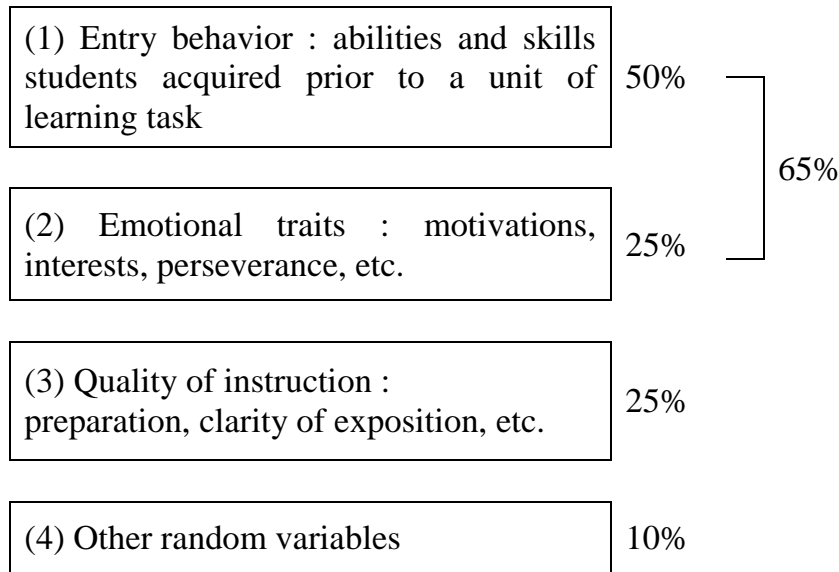 (1) Entry behavior : abilities and skills
students acquired prior to a unit of
learning task
50%
65%
(2) Emotional traits : motivations,
interests, perseverance, etc.
25%
(3) Quality of instruction :
preparation, clarity of exposition, etc.
25%
(4) Other random variables
10%